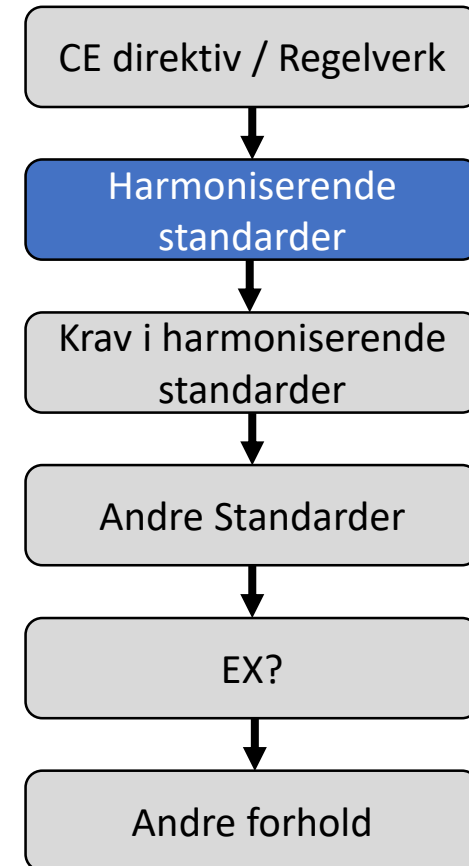 CE direktiv / Regelverk
Harmoniserende
standarder
Krav i harmoniserende
standarder
Andre Standarder
EX?
Andre forhold